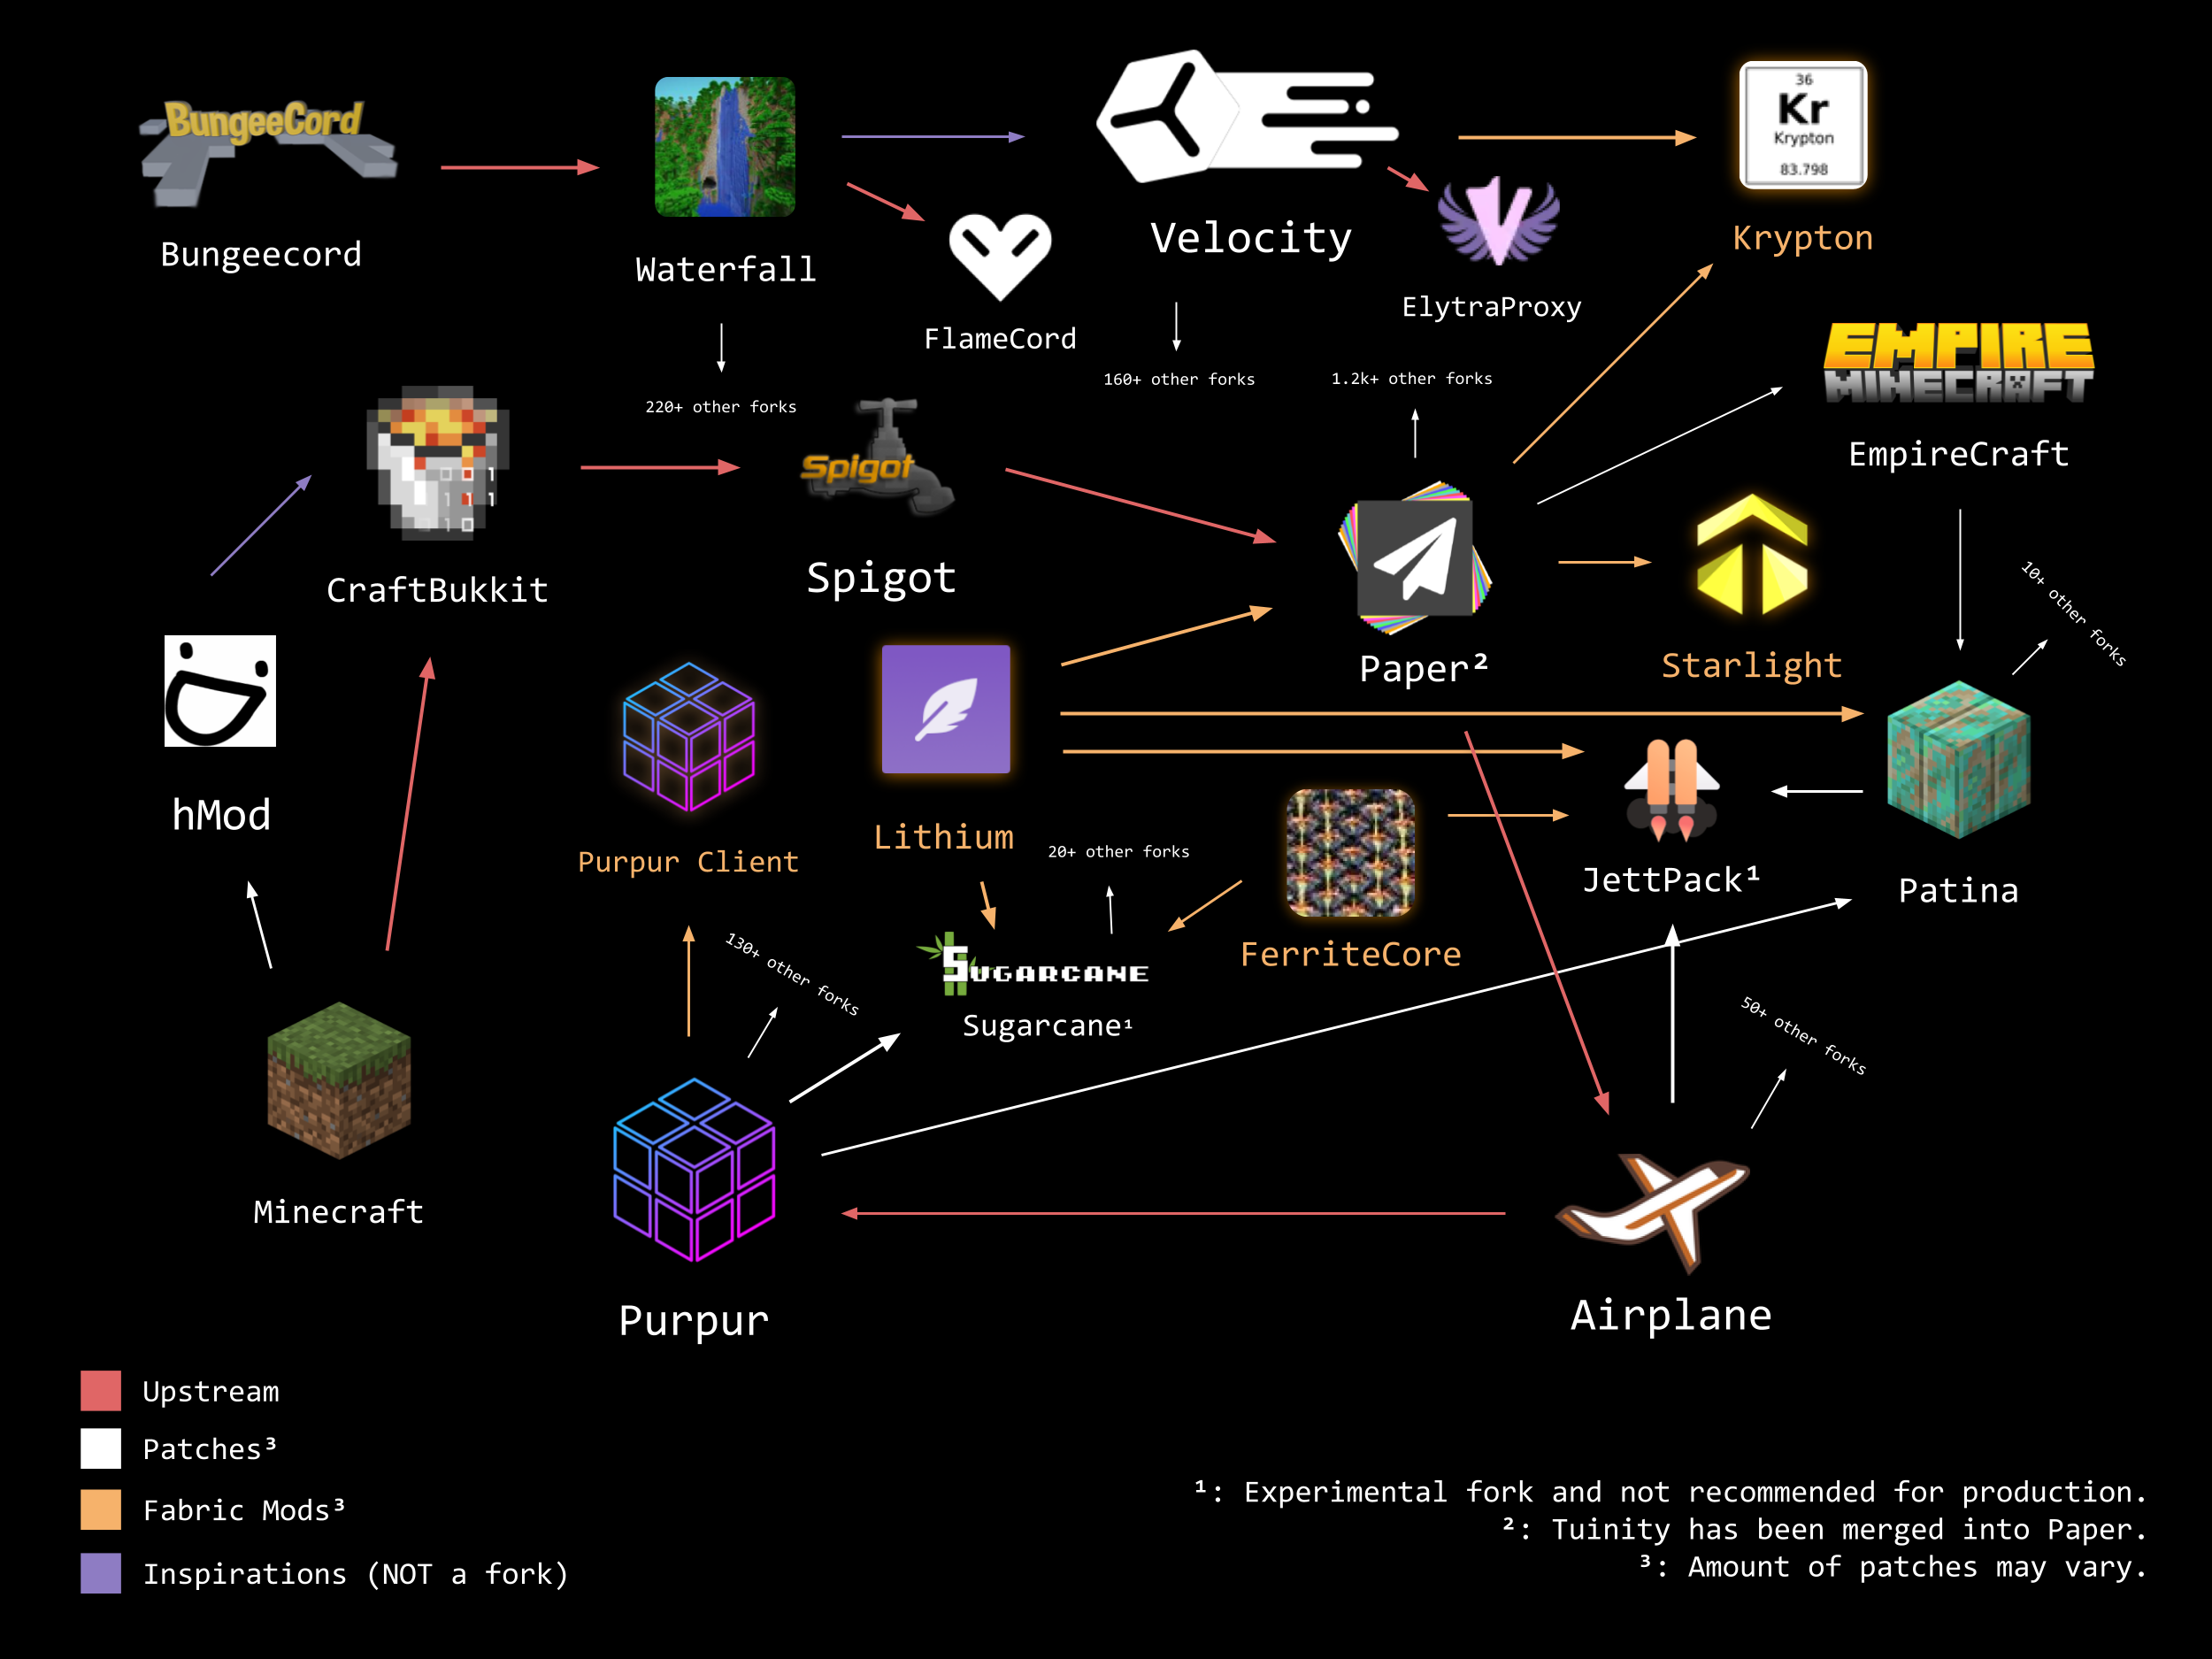 BungeeCord
Bungeecord
Waterfall
FlameCord
Velocity
ElytraProxy
36
Kr
Krypton
83.798
Krypton
220+ other forks
160+ other forks
1.2k+ other forks
EMPIRE
MINECRAFT
EmpireCraft
CraftBukkit
Spigot
Spigot
Paper²
Starlight
10+ other forks
hMod
Purpur Client
Lithium
20+ other forks
FerriteCore
JettPack¹
Patina
130+ other forks
SUGARCANE
Sugarcane¹
50+ other forks
Minecraft
Purpur
Airplane
Upstream
Patches³
Fabric Mods³
Inspirations (NOT a fork)
¹: Experimental fork and not recommended for production.
²: Tuinity has been merged into Paper.
³: Amount of patches may vary.